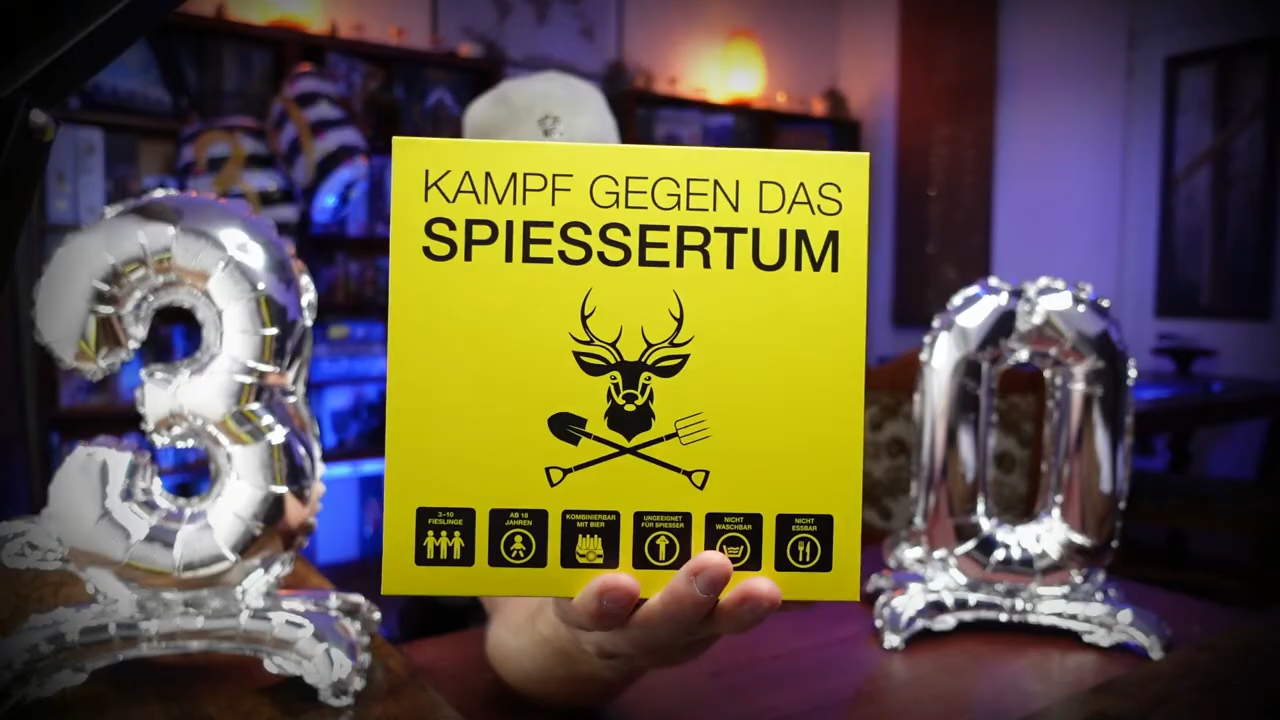 KAMPF GEGEN DAS
SPIESSERTUM
3–10
FIESLINGE
AB 18
JAHREN
KOMBINIERBAR
MIT BIER
UNGEEIGNET
FÜR SPIESSER
NICHT
WASCHBAR
NICHT
ESSBAR
30